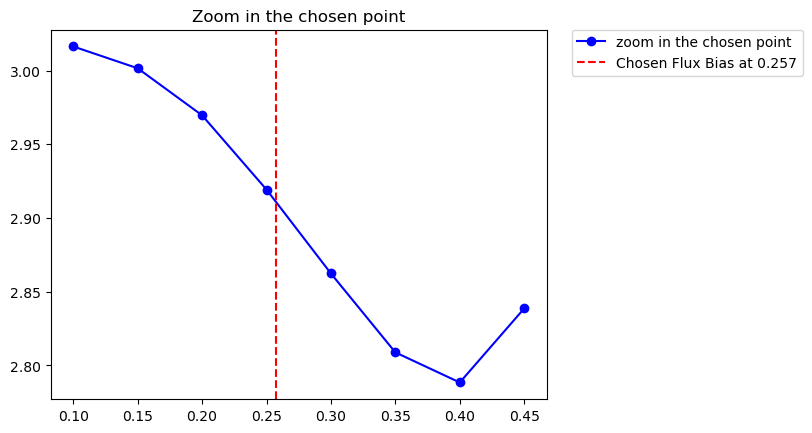 Zoom in the chosen point
zoom in the chosen point
Chosen Flux Bias at 0.257
3.00
2.95
2.90
2.85
2.80
0.10 0.15 0.20 0.25 0.30 0.35 0.40 0.45